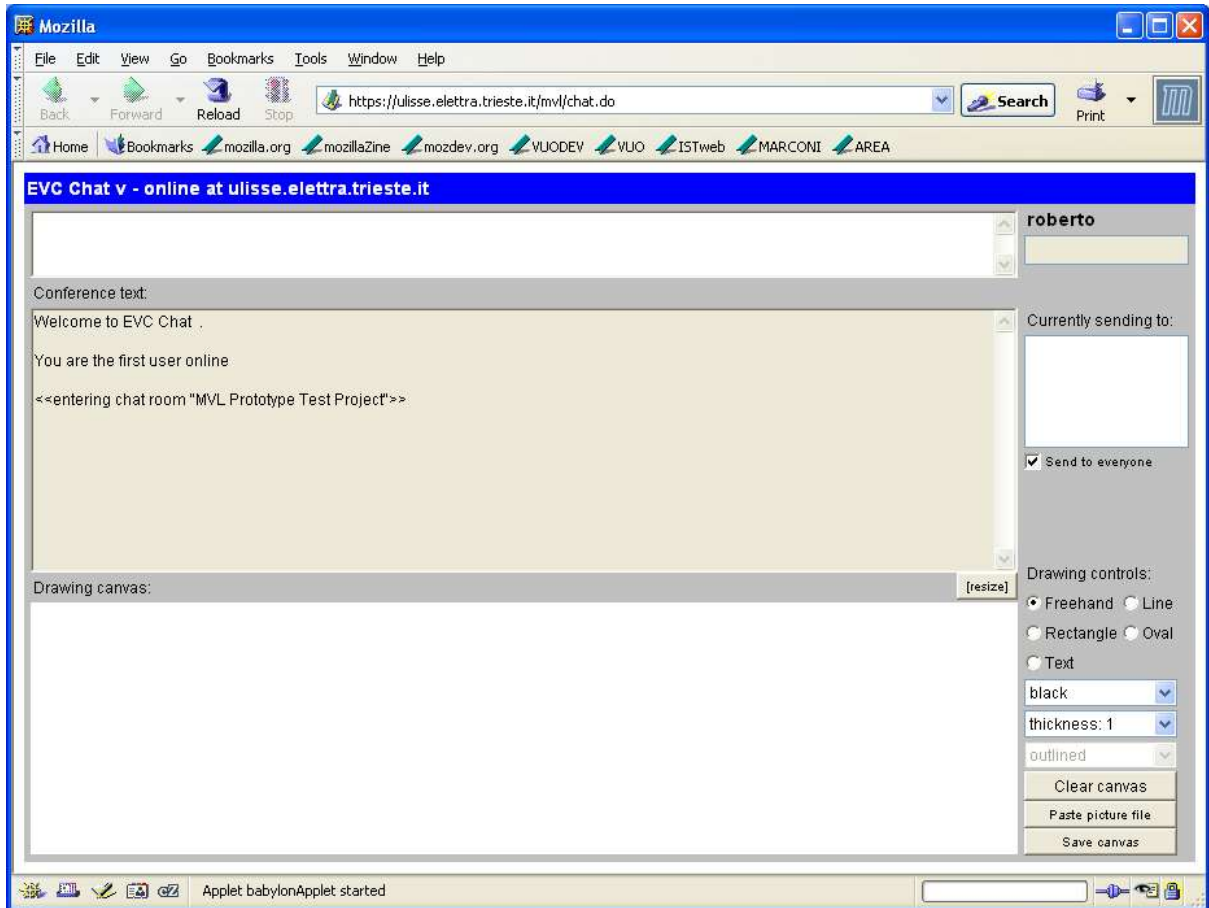 Mozilla
File Edit View Go Bookmarks Tools Window Help
Back Forward Reload Stop https://ulisse.elettra.trieste.it/mvl/chat.do Search Print
Home Bookmarks mozilla.org mozillaZine mozdev.org VUODEV VUO ISTweb MARCONI AREA
EVC Chat v - online at ulisse.elettra.trieste.it
roberto
Conference text:
Welcome to EVC Chat .
Currently sending to:
You are the first user online
<<entering chat room "MVL Prototype Test Project">>
Send to everyone
Drawing canvas:
[resize]
Drawing controls:
Freehand Line
Rectangle Oval
Text
black
thickness: 1
outlined
Clear canvas
Paste picture file
Save canvas
Applet babylonApplet started